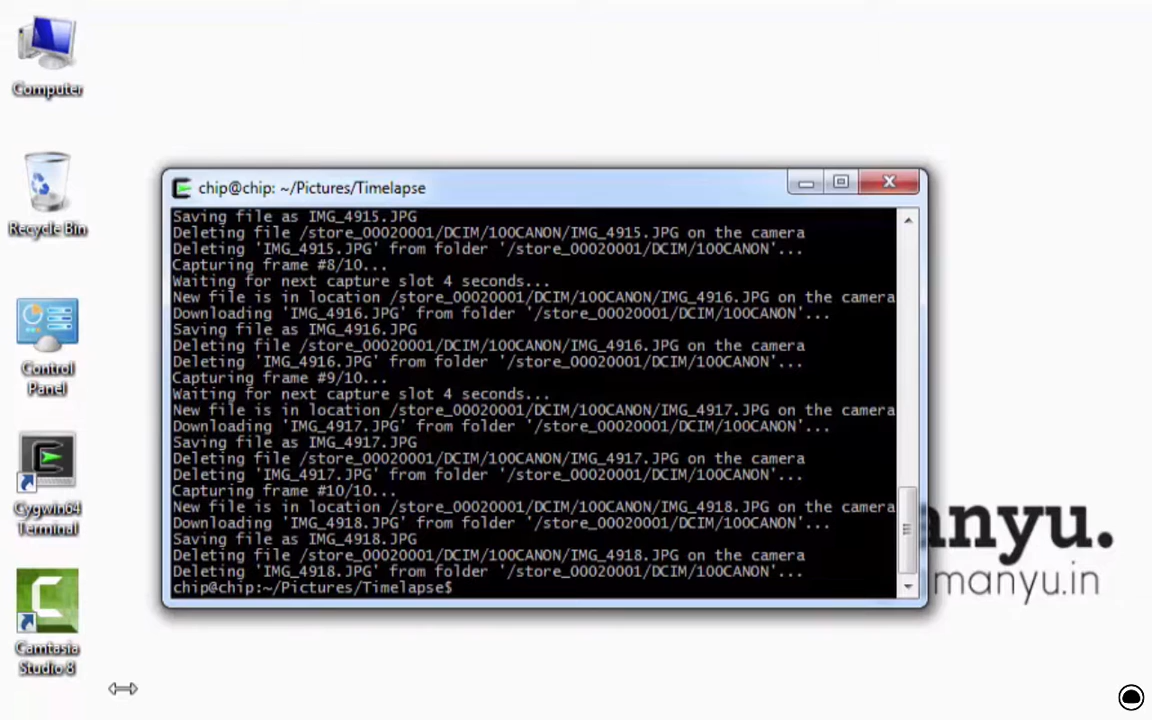 Computer
Recycle Bin
Control
Panel
Cygwin64
Terminal
Camtasia
Studio 8
chip@chip: ~/Pictures/Timelapse
Saving file as IMG_4915.JPG
Deleting file /store_00020001/DCIM/100CANON/IMG_4915.JPG on the camera
Deleting 'IMG_4915.JPG' from folder '/store_00020001/DCIM/100CANON'...
Capturing frame #8/10...
Waiting for next capture slot 4 seconds...
New file is in location /store_00020001/DCIM/100CANON/IMG_4916.JPG on the camera
Downloading 'IMG_4916.JPG' from folder '/store_00020001/DCIM/100CANON'...
Saving file as IMG_4916.JPG
Deleting file /store_00020001/DCIM/100CANON/IMG_4916.JPG on the camera
Deleting 'IMG_4916.JPG' from folder '/store_00020001/DCIM/100CANON'...
Capturing frame #9/10...
Waiting for next capture slot 4 seconds...
New file is in location /store_00020001/DCIM/100CANON/IMG_4917.JPG on the camera
Downloading 'IMG_4917.JPG' from folder '/store_00020001/DCIM/100CANON'...
Saving file as IMG_4917.JPG
Deleting file /store_00020001/DCIM/100CANON/IMG_4917.JPG on the camera
Deleting 'IMG_4917.JPG' from folder '/store_00020001/DCIM/100CANON'...
Capturing frame #10/10...
New file is in location /store_00020001/DCIM/100CANON/IMG_4918.JPG on the camera
Downloading 'IMG_4918.JPG' from folder '/store_00020001/DCIM/100CANON'...
Saving file as IMG_4918.JPG
Deleting file /store_00020001/DCIM/100CANON/IMG_4918.JPG on the camera
Deleting 'IMG_4918.JPG' from folder '/store_00020001/DCIM/100CANON'...
chip@chip:~/Pictures/Timelapse$
anyu.
manyu.in